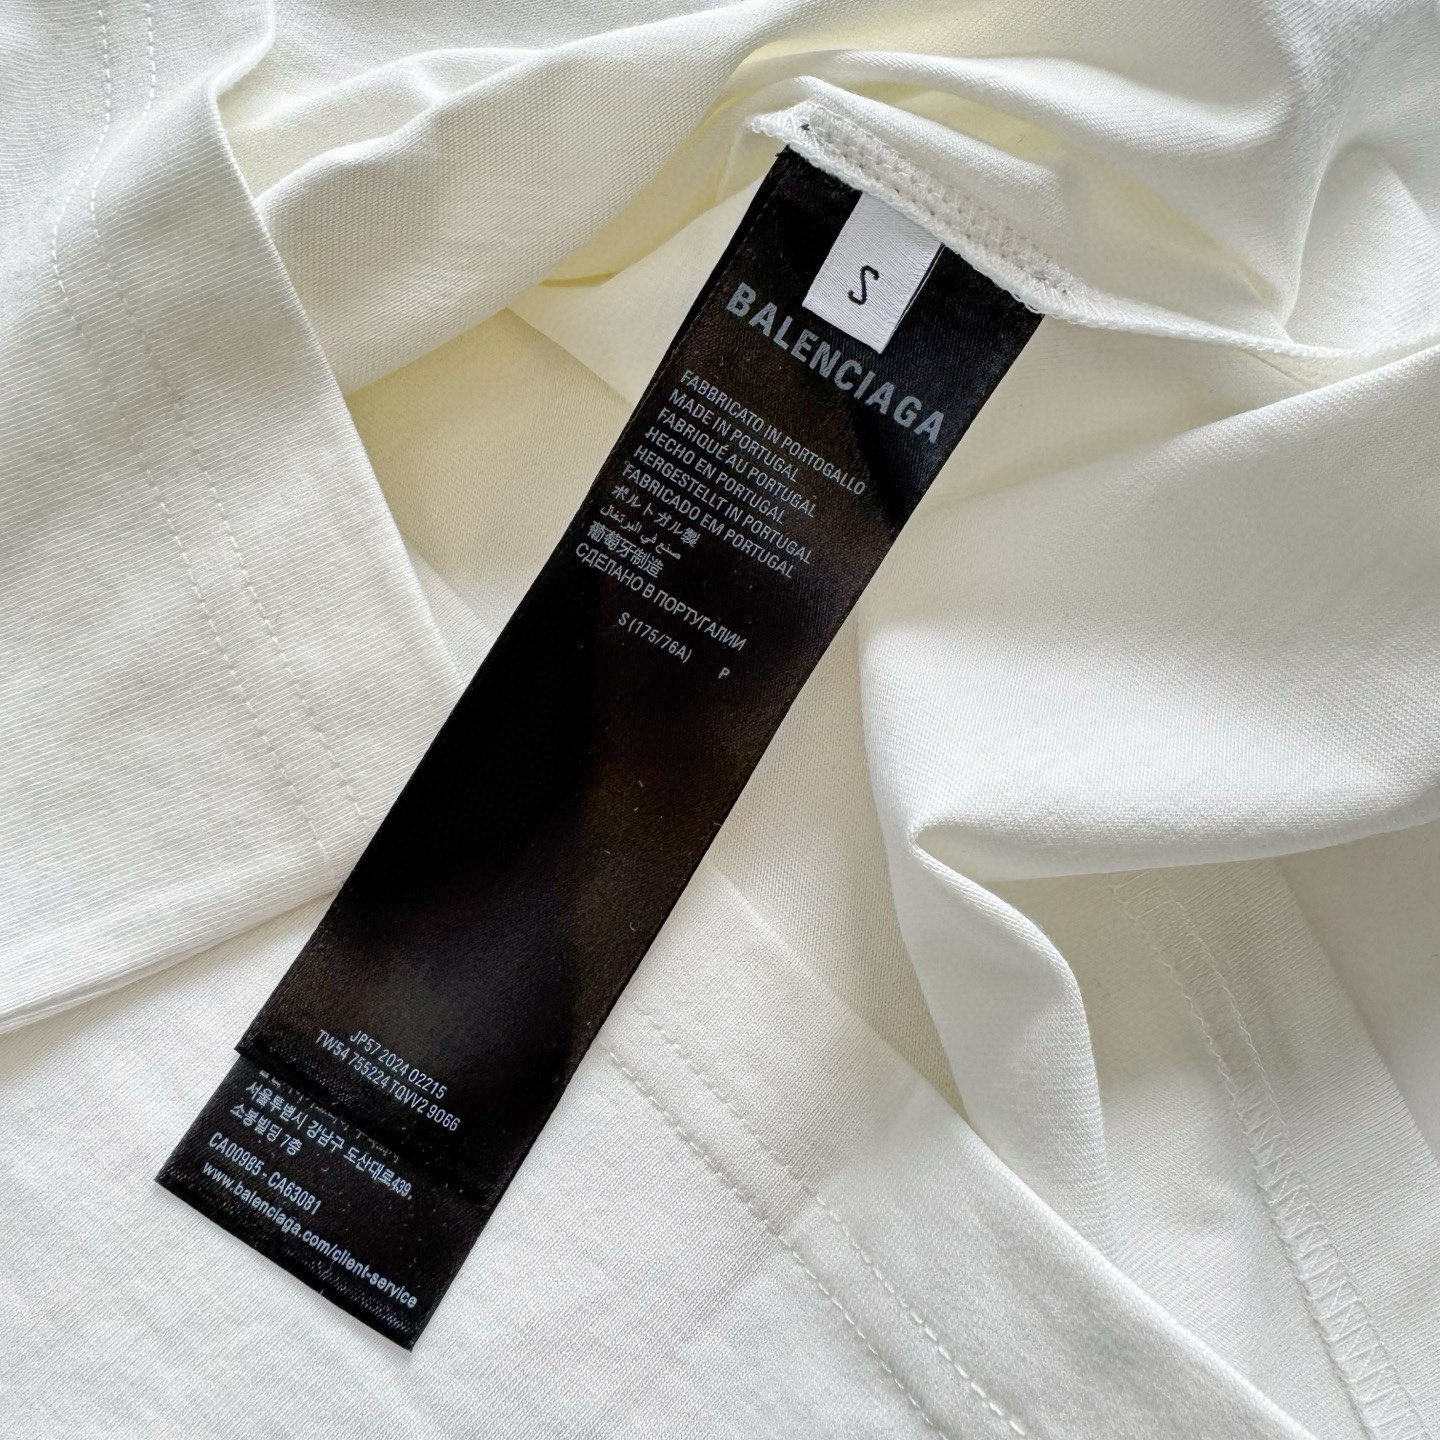 S
BALENCIAGA
FABBRICATO IN PORTOGALLO
MADE IN PORTUGAL
FABRIQUÉ AU PORTUGAL
HECHO EN PORTUGAL
HERGESTELLT IN PORTUGAL
FABRICADO EM PORTUGAL
ポルトガル製
صنع في البرتغال
葡萄牙制造
СДЕЛАНО В ПОРТУГАЛИИ
S (175/76A) P
JP57 2024 02215
TW54 755224 TQVV2 9066
서울특별시 강남구 도산대로439,
소봉빌딩 7층
CA00985 - CA63081
www.balenciaga.com/client-service